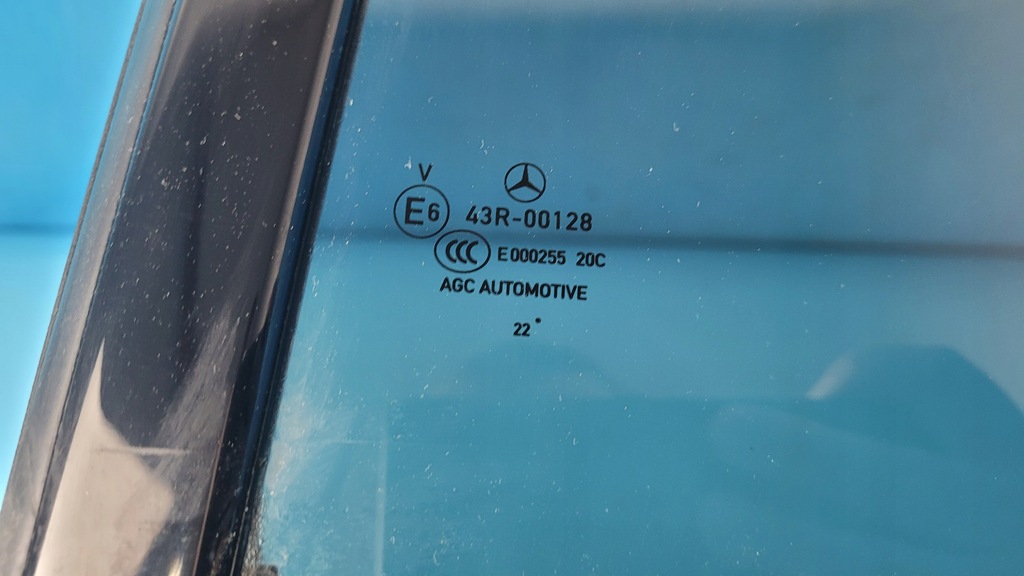 V
E6 43R-00128
CCC E000255 20C
AGC AUTOMOTIVE
22